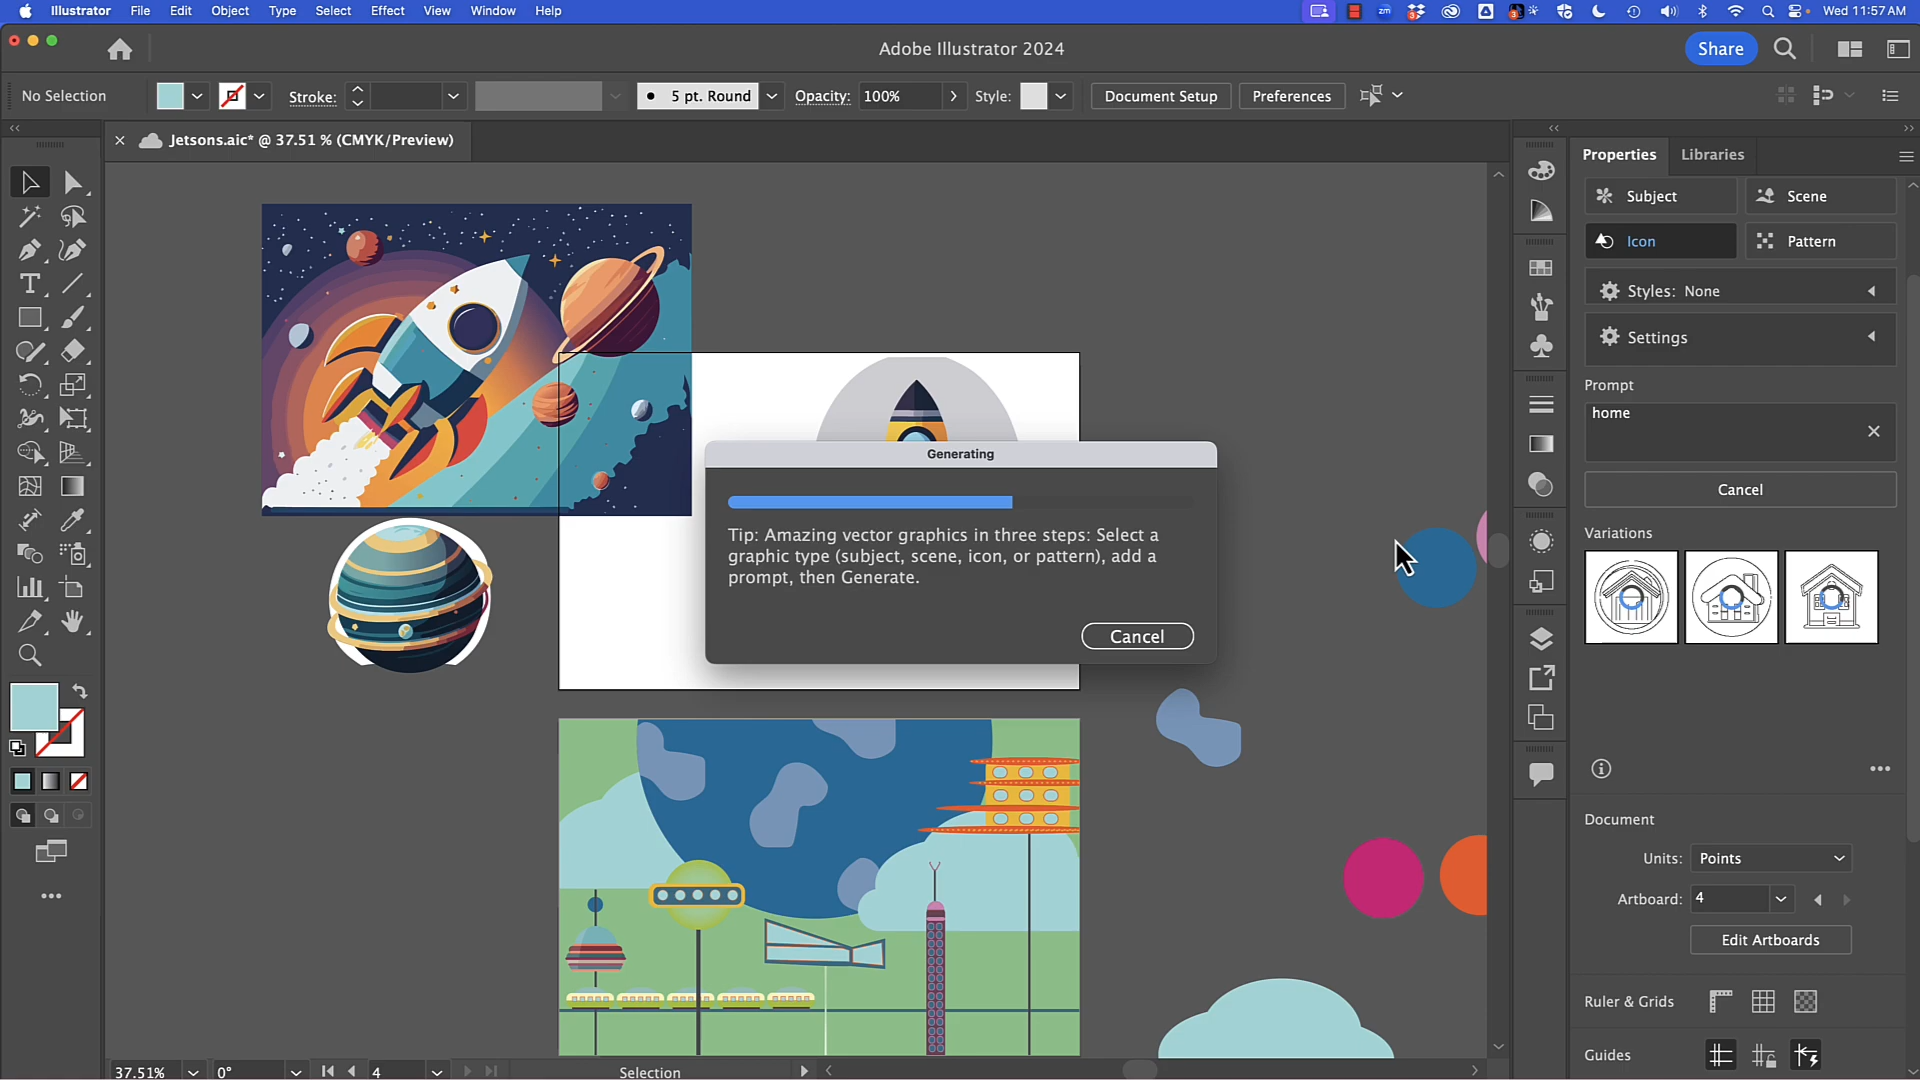 Illustrator File Edit Object Type Select Effect View Window Help
Wed 11:57 AM
Adobe Illustrator 2024
Share
No Selection
Stroke:
5 pt. Round
Opacity: 100%
Style:
Document Setup
Preferences
Jetsons.aic* @ 37.51 % (CMYK/Preview)
Properties
Libraries
Subject
Scene
Icon
Pattern
Styles: None
Settings
Prompt
home
Cancel
Variations
Generating
Tip: Amazing vector graphics in three steps: Select a
graphic type (subject, scene, icon, or pattern), add a
prompt, then Generate.
Cancel
Document
Units: Points
Artboard: 4
Edit Artboards
Ruler & Grids
Guides
37.51%
0°
4
Selection